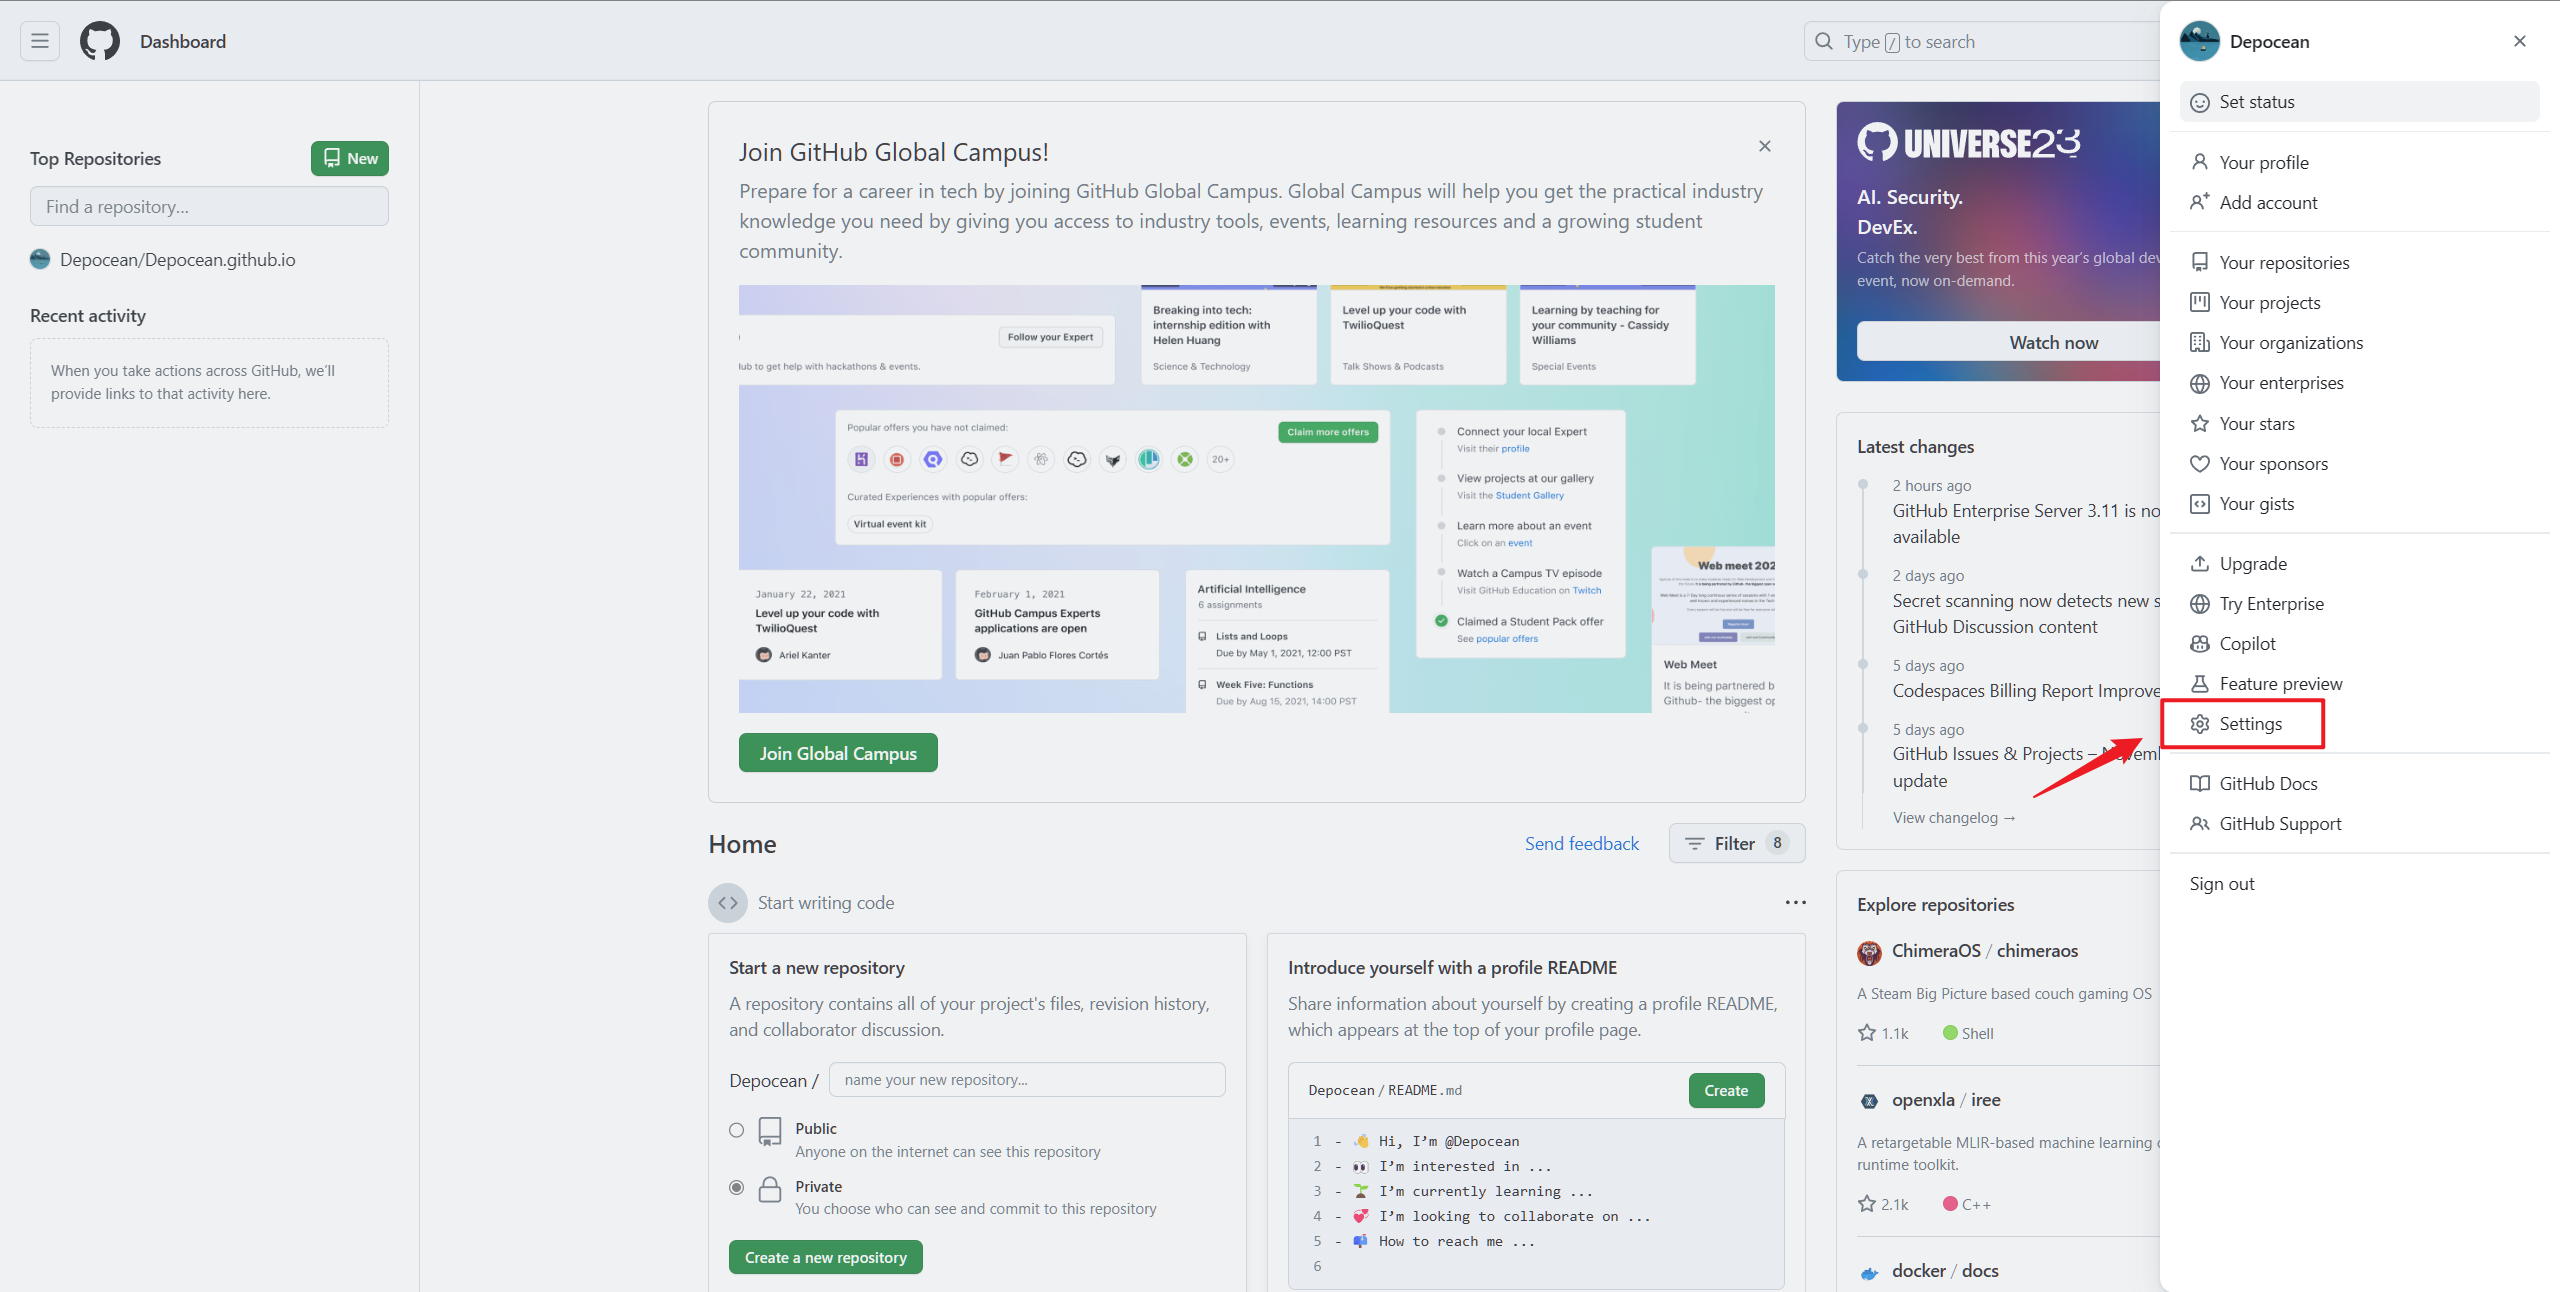 Dashboard
Type / to search
Top Repositories
New
Find a repository...
Depocean/Depocean.github.io
Recent activity
When you take actions across GitHub, we'll
provide links to that activity here.
Join GitHub Global Campus!
Prepare for a career in tech by joining GitHub Global Campus. Global Campus will help you get the practical industry
knowledge you need by giving you access to industry tools, events, learning resources and a growing student
community.
Follow your Expert
lub to get help with hackathons & events.
Breaking into tech:
internship edition with
Helen Huang
Science & Technology
Level up your code with
TwilioQuest
Talk Shows & Podcasts
Learning by teaching for
your community - Cassidy
Williams
Special Events
Popular offers you have not claimed:
Claim more offers
20+
Curated Experiences with popular offers:
Virtual event kit
Connect your local Expert
Visit their profile
View projects at our gallery
Visit the Student Gallery
Learn more about an event
Click on an event
Watch a Campus TV episode
Visit GitHub Education on Twitch
Claimed a Student Pack offer
See popular offers
January 22, 2021
Level up your code with
TwilioQuest
Ariel Kanter
February 1, 2021
GitHub Campus Experts
applications are open
Juan Pablo Flores Cortés
Artificial Intelligence
6 assignments
Lists and Loops
Due by May 1, 2021, 12:00 PST
Week Five: Functions
Due by Aug 15, 2021, 14:00 PST
Web meet 202
Web Meet
It is being partnered b
Github- the biggest op
Join Global Campus
Home
Send feedback
Filter 8
Start writing code
Start a new repository
A repository contains all of your project's files, revision history,
and collaborator discussion.
Depocean / name your new repository...
Public
Anyone on the internet can see this repository
Private
You choose who can see and commit to this repository
Create a new repository
Introduce yourself with a profile README
Share information about yourself by creating a profile README,
which appears at the top of your profile page.
Depocean / README.md
Create
1 - 👋 Hi, I'm @Depocean
2 - 👀 I'm interested in ...
3 - 🌱 I'm currently learning ...
4 - 💞️ I'm looking to collaborate on ...
5 - 📫 How to reach me ...
6
UNIVERSE23
AI. Security.
DevEx.
Catch the very best from this year's global dev
event, now on-demand.
Watch now
Latest changes
2 hours ago
GitHub Enterprise Server 3.11 is no
available
2 days ago
Secret scanning now detects new s
GitHub Discussion content
5 days ago
Codespaces Billing Report Improve
5 days ago
GitHub Issues & Projects – Novemb
update
View changelog →
Explore repositories
ChimeraOS / chimeraos
A Steam Big Picture based couch gaming OS
1.1k Shell
openxla / iree
A retargetable MLIR-based machine learning c
runtime toolkit.
2.1k C++
docker / docs
Depocean
Set status
Your profile
Add account
Your repositories
Your projects
Your organizations
Your enterprises
Your stars
Your sponsors
Your gists
Upgrade
Try Enterprise
Copilot
Feature preview
Settings
GitHub Docs
GitHub Support
Sign out